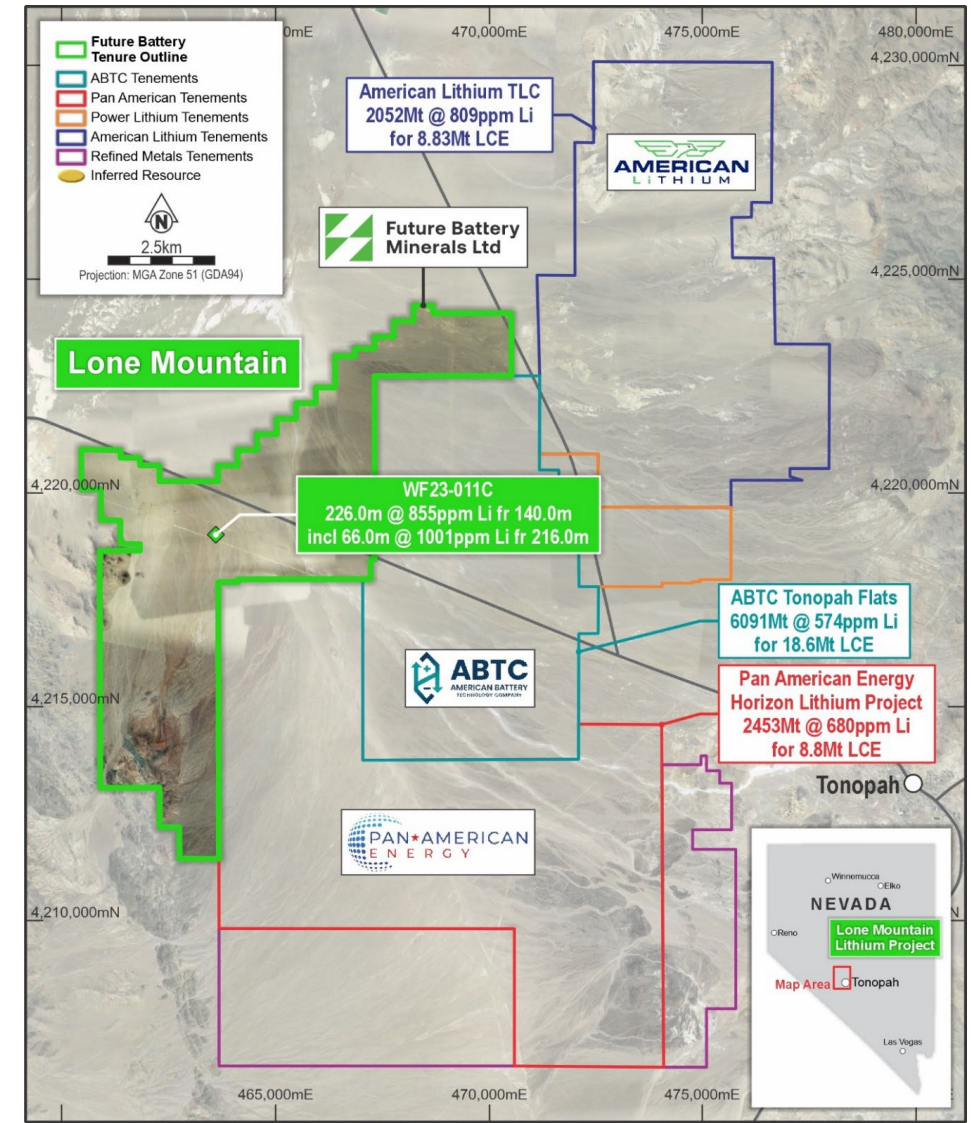 Future Battery
Tenure Outline
ABTC Tenements
Pan American Tenements
Power Lithium Tenements
American Lithium Tenements
Refined Metals Tenements
Inferred Resource
N
2.5km
Projection: MGA Zone 51 (GDA94)
0mE
470,000mE
475,000mE
480,000mE
4,230,000mN
American Lithium TLC
2052Mt @ 809ppm Li
for 8.83Mt LCE
AMERICAN
LiTHIUM
Future Battery
Minerals Ltd
4,225,000mN
Lone Mountain
4,220,000mN
4,220,000mN
WF23-011C
226.0m @ 855ppm Li fr 140.0m
incl 66.0m @ 1001ppm Li fr 216.0m
ABTC Tonopah Flats
6091Mt @ 574ppm Li
for 18.6Mt LCE
ABTC
AMERICAN BATTERY
TECHNOLOGY COMPANY
Pan American Energy
Horizon Lithium Project
2453Mt @ 680ppm Li
for 8.8Mt LCE
4,215,000mN
Tonopah
PAN★AMERICAN
ENERGY
4,210,000mN
N
Winnemucca
Elko
NEVADA
Reno
Lone Mountain
Lithium Project
Map Area
Tonopah
Las Vegas
465,000mE
470,000mE
475,000mE